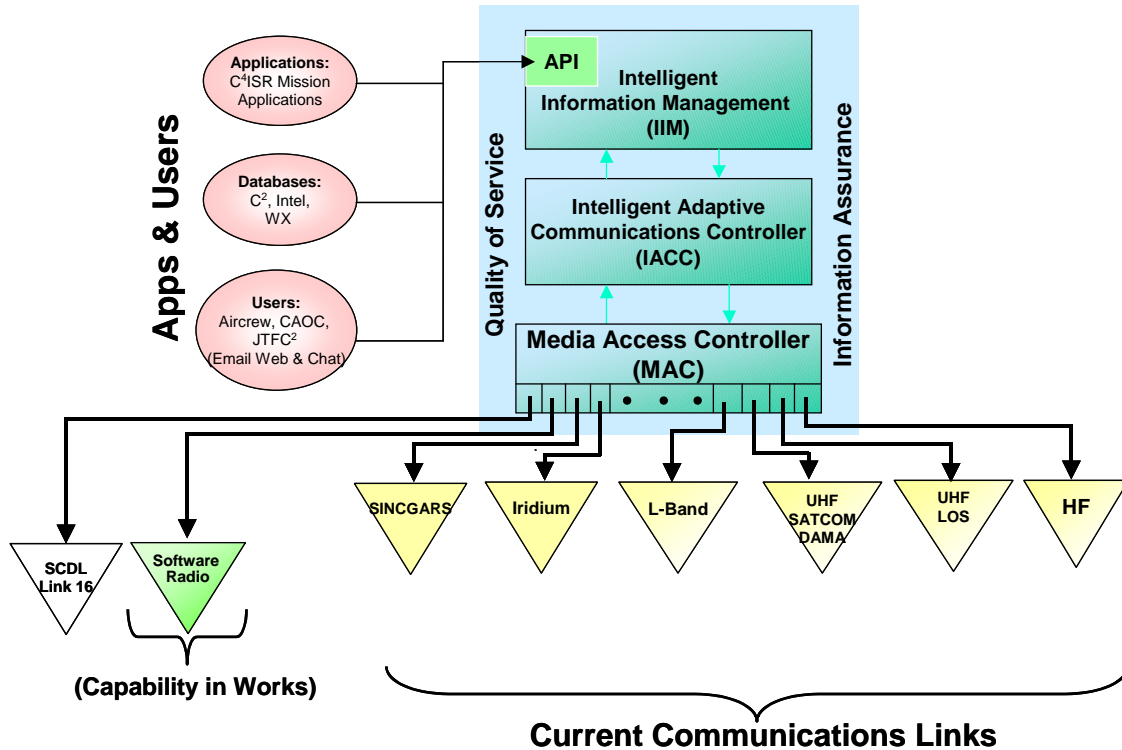 Apps & Users
Applications:
C⁴ISR Mission
Applications
Databases:
C², Intel,
WX
Users:
Aircrew, CAOC,
JTFC²
(Email Web & Chat)
Quality of Service
API
Intelligent
Information Management
(IIM)
Intelligent Adaptive
Communications Controller
(IACC)
Media Access Controller
(MAC)
Information Assurance
SCDL
Link 16
Software
Radio
SINCGARS
Iridium
L-Band
UHF
SATCOM
DAMA
UHF
LOS
HF
(Capability in Works)
Current Communications Links